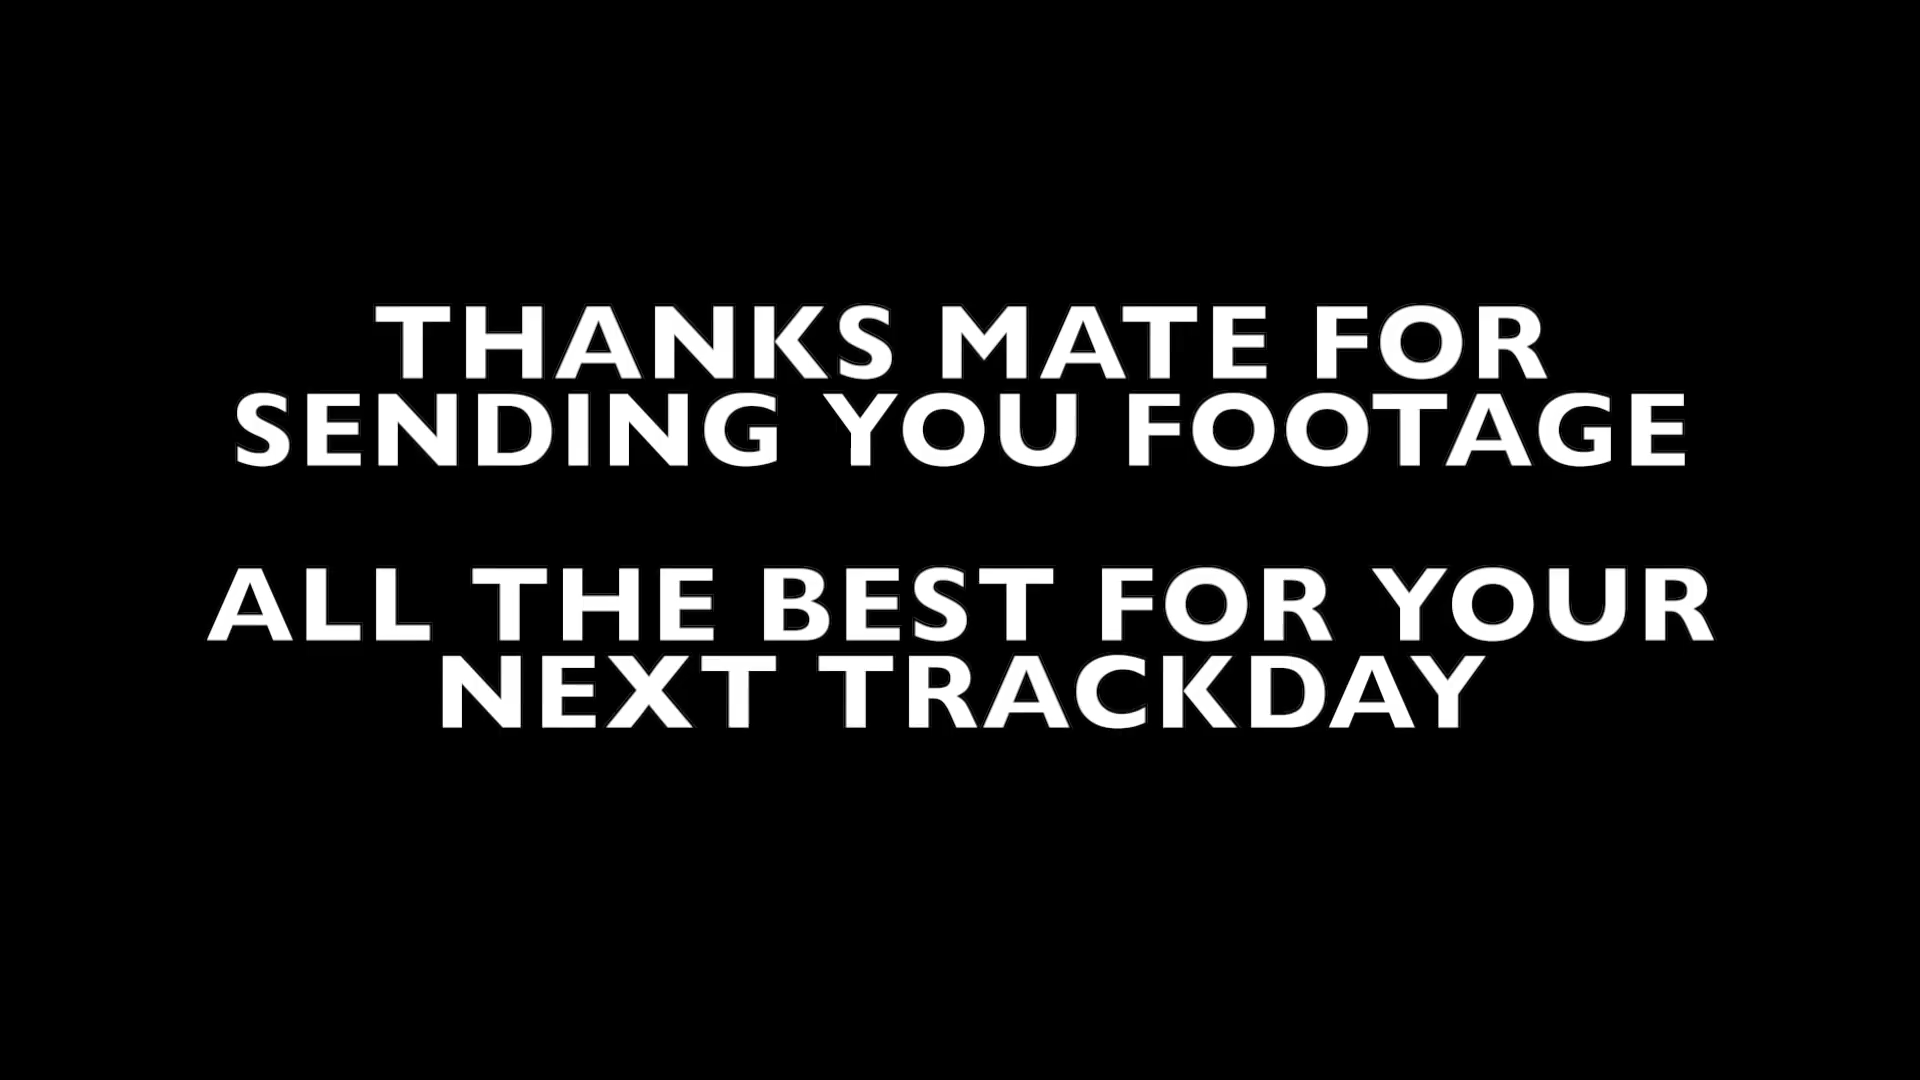 THANKS MATE FOR
SENDING YOU FOOTAGE
ALL THE BEST FOR YOUR
NEXT TRACKDAY